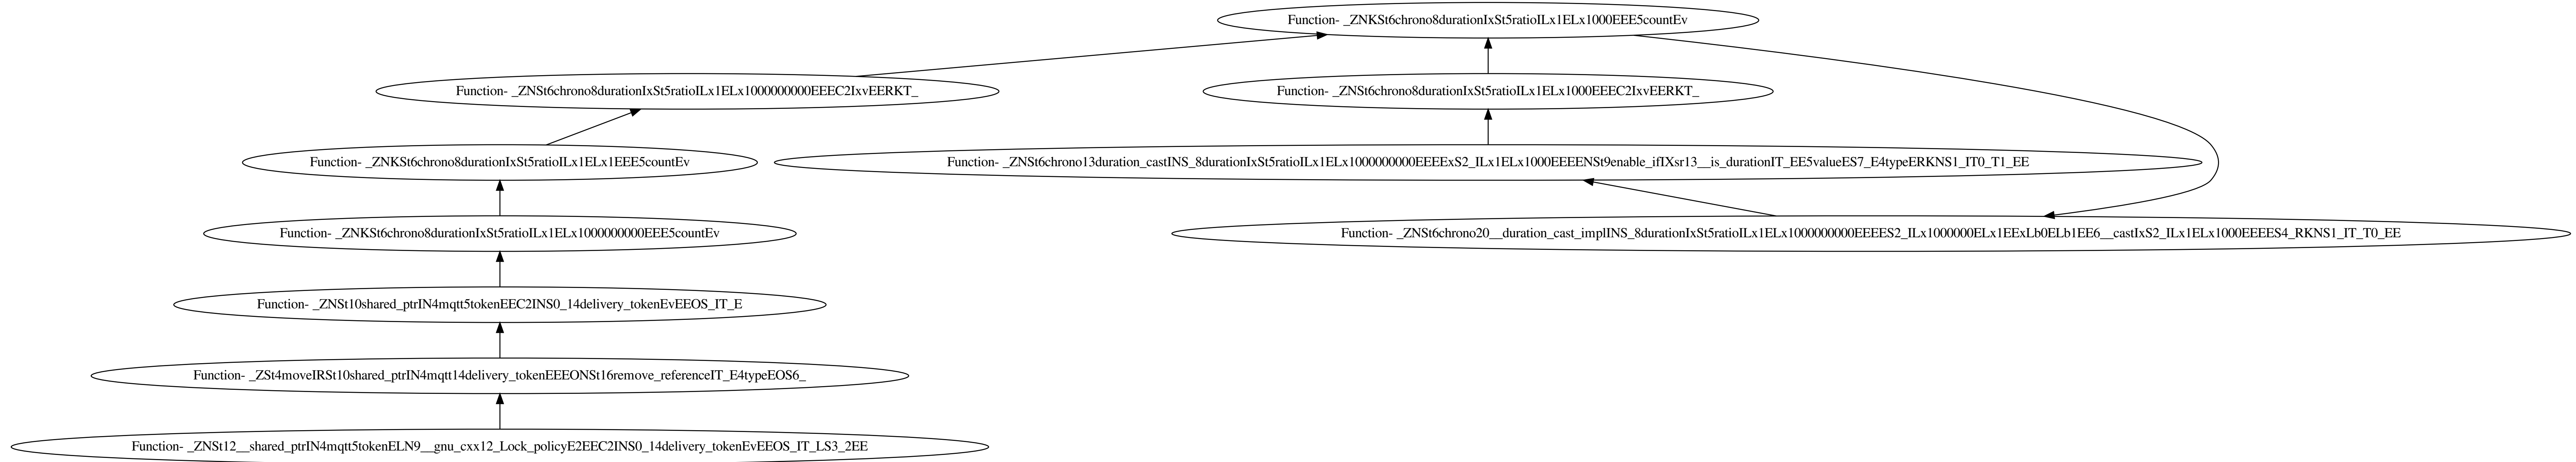 Function- _ZNKSt6chrono8durationIxSt5ratioILx1ELx1000EEE5countEv
Function- _ZNSt6chrono8durationIxSt5ratioILx1ELx1000000000EEEC2IxvEERKT_
Function- _ZNSt6chrono8durationIxSt5ratioILx1ELx1000EEEC2IxvEERKT_
Function- _ZNKSt6chrono8durationIxSt5ratioILx1ELx1EEE5countEv
Function- _ZNSt6chrono13duration_castINS_8durationIxSt5ratioILx1ELx1000000000EEEExS2_ILx1ELx1000EEEENSt9enable_ifIXsr13__is_durationIT_EE5valueES7_E4typeERKNS1_IT0_T1_EE
Function- _ZNKSt6chrono8durationIxSt5ratioILx1ELx1000000000EEE5countEv
Function- _ZNSt6chrono20__duration_cast_implINS_8durationIxSt5ratioILx1ELx1000000000EEEES2_ILx1000000ELx1EExLb0ELb1EE6__castIxS2_ILx1ELx1000EEEES4_RKNS1_IT_T0_EE
Function- _ZNSt10shared_ptrIN4mqtt5tokenEEC2INS0_14delivery_tokenEvEEOS_IT_E
Function- _ZSt4moveIRSt10shared_ptrIN4mqtt14delivery_tokenEEEONSt16remove_referenceIT_E4typeEOS6_
Function- _ZNSt12__shared_ptrIN4mqtt5tokenELN9__gnu_cxx12_Lock_policyE2EEC2INS0_14delivery_tokenEvEEOS_IT_LS3_2EE